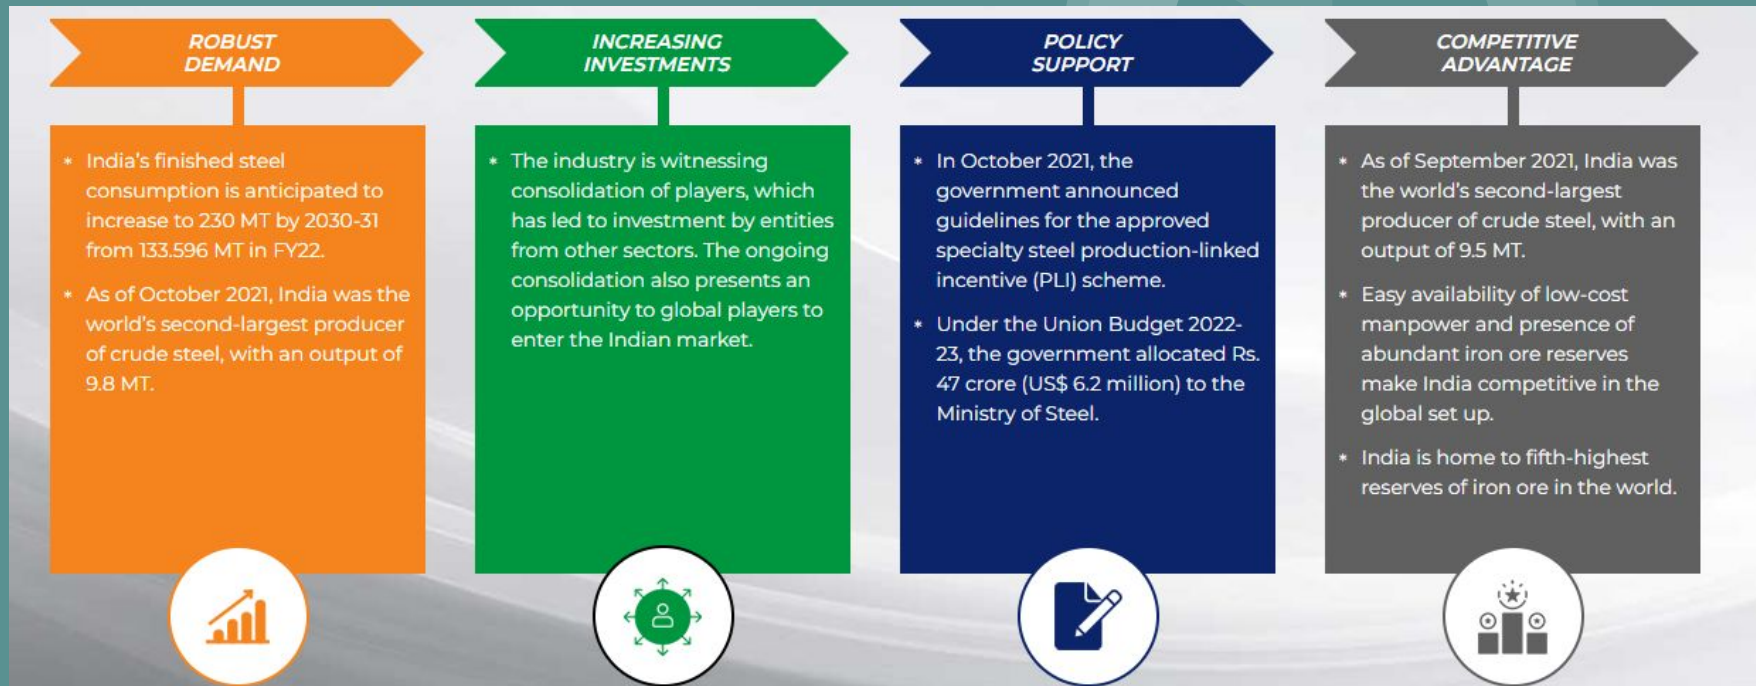 ROBUST
DEMAND
* India's finished steel
consumption is anticipated to
increase to 230 MT by 2030-31
from 133.596 MT in FY22.
* As of October 2021, India was the
world's second-largest producer
of crude steel, with an output of
9.8 MT.
INCREASING
INVESTMENTS
* The industry is witnessing
consolidation of players, which
has led to investment by entities
from other sectors. The ongoing
consolidation also presents an
opportunity to global players to
enter the Indian market.
POLICY
SUPPORT
* In October 2021, the
government announced
guidelines for the approved
specialty steel production-linked
incentive (PLI) scheme.
* Under the Union Budget 2022-
23, the government allocated Rs.
47 crore (US$ 6.2 million) to the
Ministry of Steel.
COMPETITIVE
ADVANTAGE
* As of September 2021, India was
the world's second-largest
producer of crude steel, with an
output of 9.5 MT.
* Easy availability of low-cost
manpower and presence of
abundant iron ore reserves
make India competitive in the
global set up.
* India is home to fifth-highest
reserves of iron ore in the world.